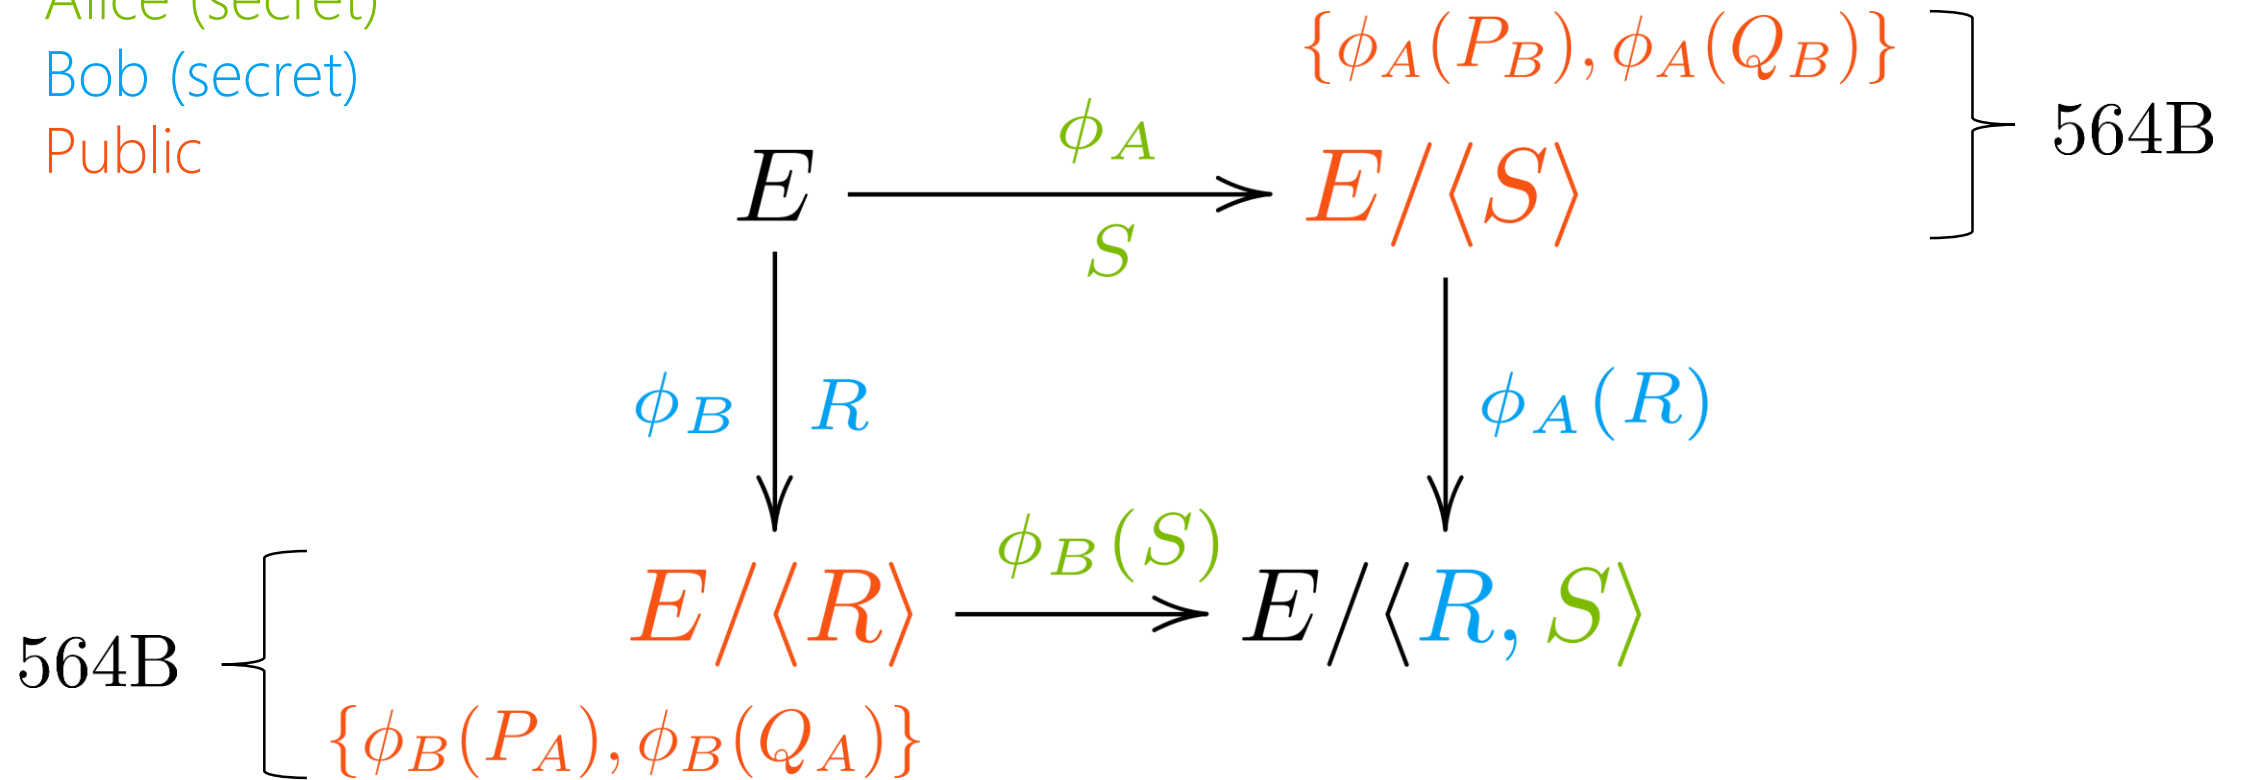 Alice (secret)
Bob (secret)
Public
{ϕ_A(P_B), ϕ_A(Q_B)}
564B
ϕ_A
E
E/⟨S⟩
S
ϕ_B
R
ϕ_A(R)
ϕ_B(S)
E/⟨R⟩
E/⟨R, S⟩
564B
{ϕ_B(P_A), ϕ_B(Q_A)}